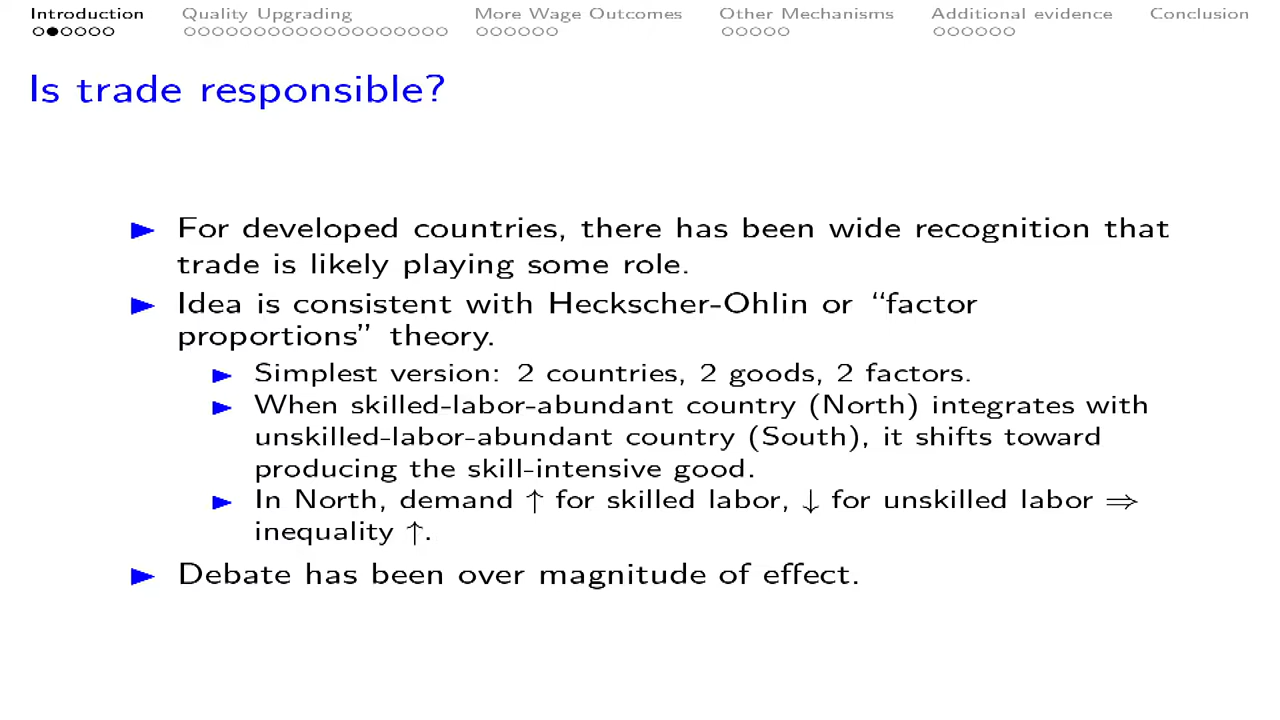 Introduction Quality Upgrading More Wage Outcomes Other Mechanisms Additional evidence Conclusion
Is trade responsible?
For developed countries, there has been wide recognition that
trade is likely playing some role.
Idea is consistent with Heckscher-Ohlin or “factor
proportions” theory.
Simplest version: 2 countries, 2 goods, 2 factors.
When skilled-labor-abundant country (North) integrates with
unskilled-labor-abundant country (South), it shifts toward
producing the skill-intensive good.
In North, demand ↑ for skilled labor, ↓ for unskilled labor ⇒
inequality ↑.
Debate has been over magnitude of effect.